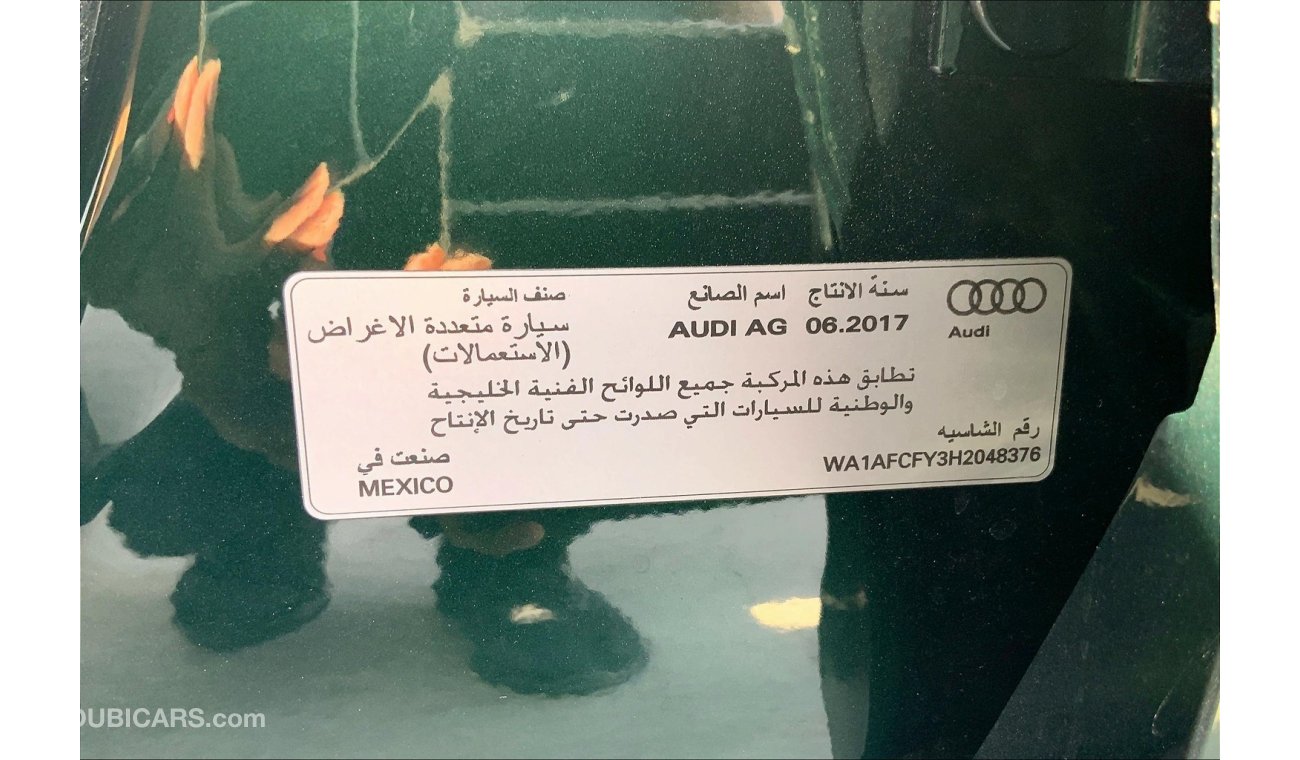 سنة الانتاج
06.2017
اسم الصانع
AUDI AG
صنف السيارة
سيارة متعددة الاغراض
(الاستعمالات)
Audi
تطابق هذه المركبة جميع اللوائح الفنية الخليجية
والوطنية للسيارات التي صدرت حتى تاريخ الإنتاج
رقم الشاسيه
WA1AFCFY3H2048376
صنعت في
MEXICO
DUBICARS.com